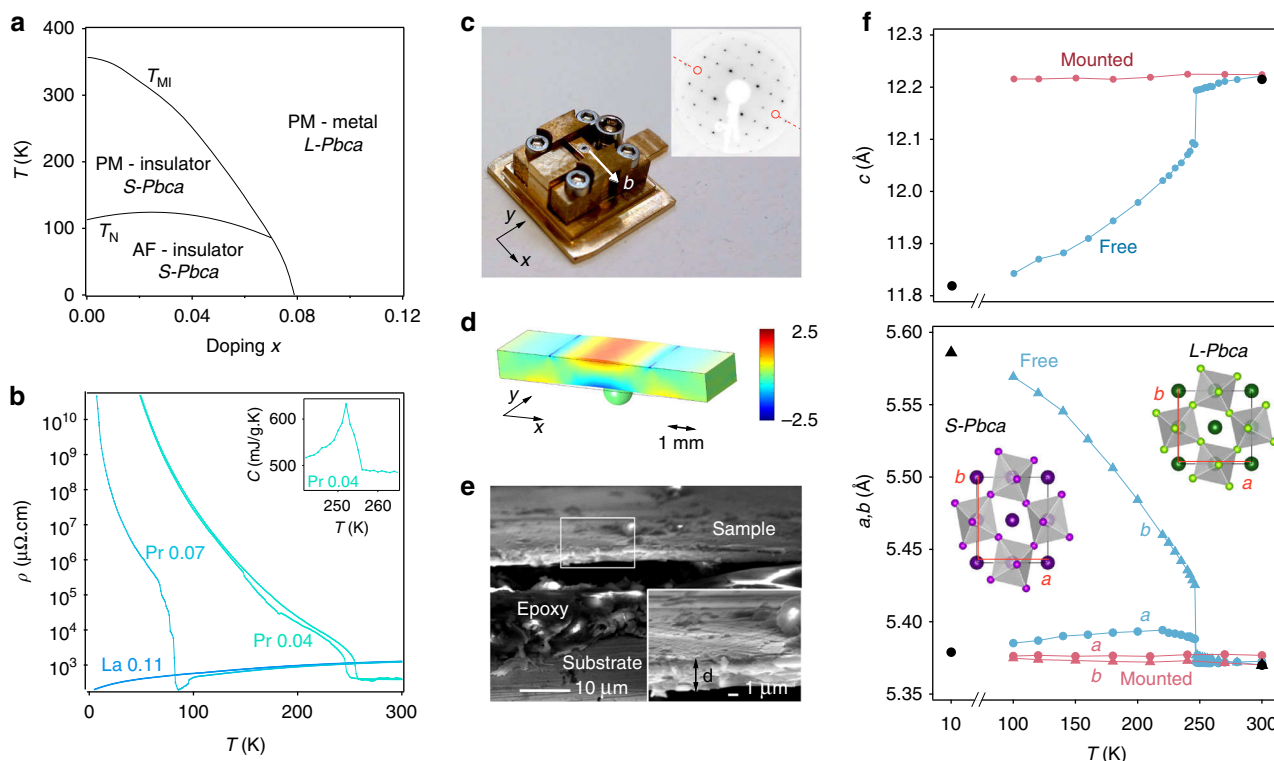 a
400
300
200
100
0
T (K)
T_MI
PM - metal
L-Pbca
PM - insulator
S-Pbca
T_N
AF - insulator
S-Pbca
0.00
0.04
0.08
0.12
Doping x
b
10^10
10^9
10^8
10^7
10^6
10^5
10^4
10^3
ρ (μΩ.cm)
600
500
C (mJ/g.K)
Pr 0.04
250
260
T (K)
Pr 0.07
Pr 0.04
La 0.11
0
100
200
300
T (K)
c
b
y
x
d
2.5
−2.5
y
x
1 mm
e
Sample
Epoxy
Substrate
10 μm
d
1 μm
f
12.3
12.2
12.1
12.0
11.9
11.8
c (Å)
Mounted
Free
5.60
5.55
5.50
5.45
5.40
5.35
a,b (Å)
Free
L-Pbca
b
a
S-Pbca
b
a
b
a
a
b
Mounted
10
100
150
200
250
300
T (K)